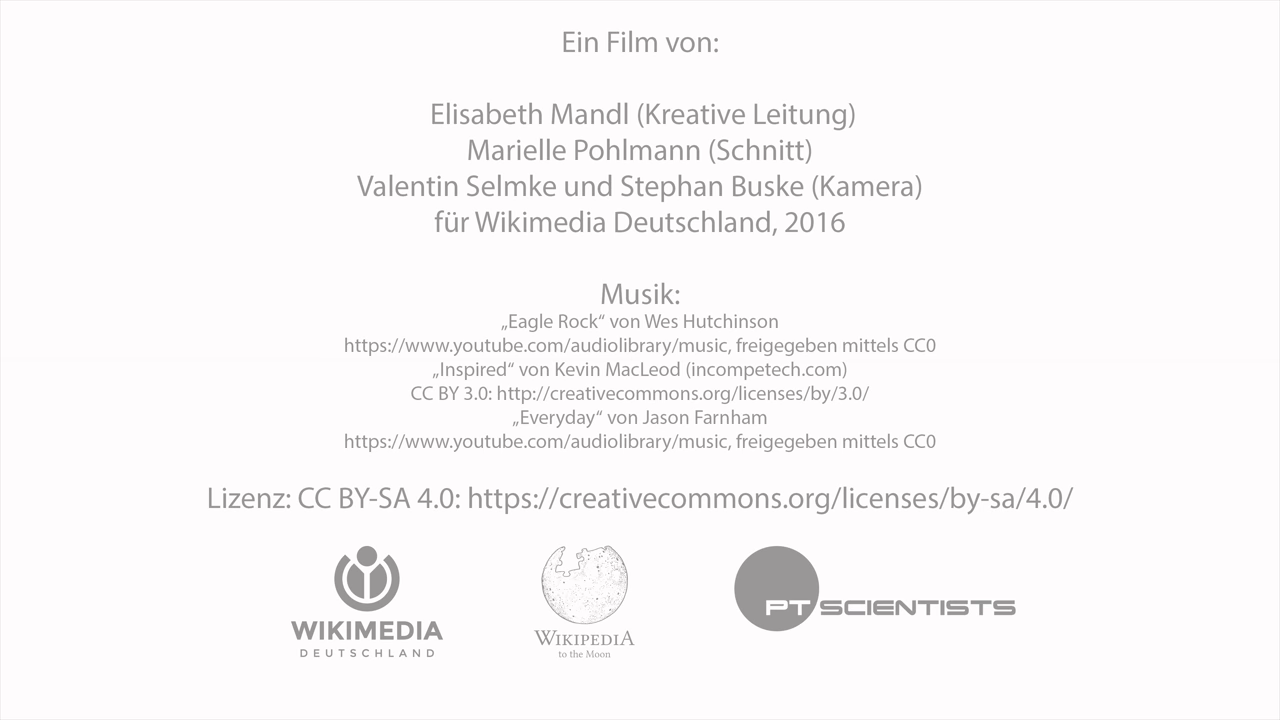 Ein Film von:
Elisabeth Mandl (Kreative Leitung)
Marielle Pohlmann (Schnitt)
Valentin Selmke und Stephan Buske (Kamera)
für Wikimedia Deutschland, 2016
Musik:
„Eagle Rock“ von Wes Hutchinson
https://www.youtube.com/audiolibrary/music, freigegeben mittels CC0
„Inspired“ von Kevin MacLeod (incompetech.com)
CC BY 3.0: http://creativecommons.org/licenses/by/3.0/
„Everyday“ von Jason Farnham
https://www.youtube.com/audiolibrary/music, freigegeben mittels CC0
Lizenz: CC BY-SA 4.0: https://creativecommons.org/licenses/by-sa/4.0/
WIKIMEDIA
DEUTSCHLAND
WIKIPEDIA
to the Moon
PT SCIENTISTS